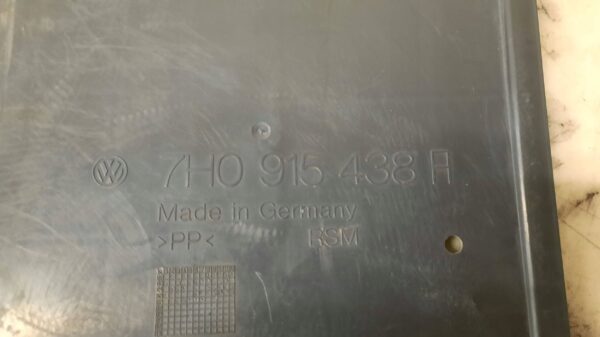 7H0 915 438 A
Made in Germany
>PP< RSM